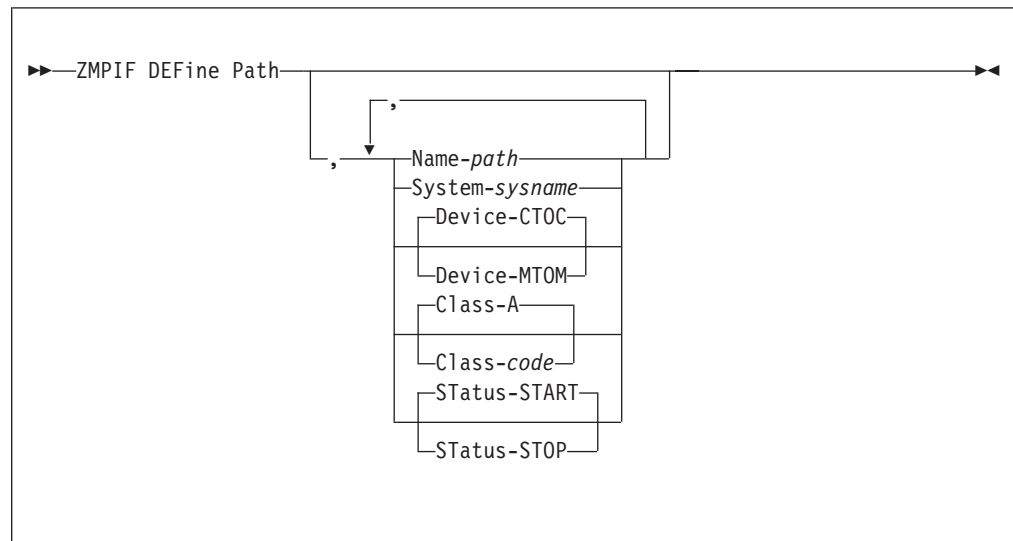 ZMPIF DEFine Path
,
,
Name-path
System-sysname
Device-CTOC
Device-MTOM
Class-A
Class-code
STatus-START
STatus-STOP